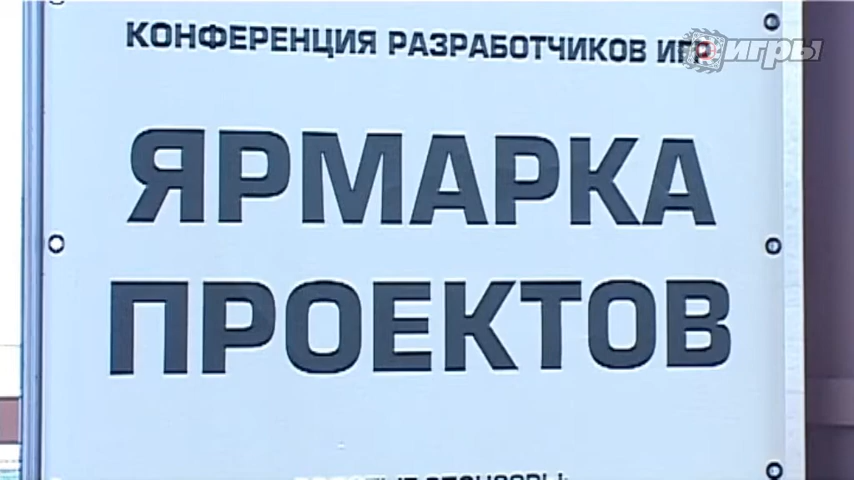 КОНФЕРЕНЦИЯ РАЗРАБОТЧИКОВ ИГР
игры
ЯРМАРКА
ПРОЕКТОВ